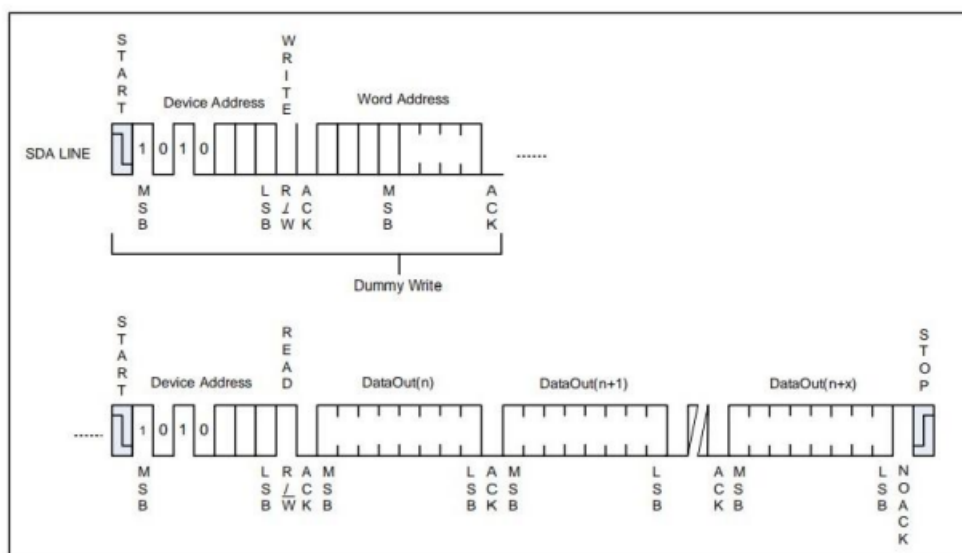 START
WRITE
Device Address
Word Address
SDA LINE
1 0 1 0
......
MSB
LSB
R/W
ACK
MSB
ACK
Dummy Write
START
READ
STOP
Device Address
DataOut(n)
DataOut(n+1)
DataOut(n+x)
......
1 0 1 0
MSB
LSB
R/W
ACK
MSB
LSB
ACK
MSB
LSB
ACK
MSB
LSB
NOACK